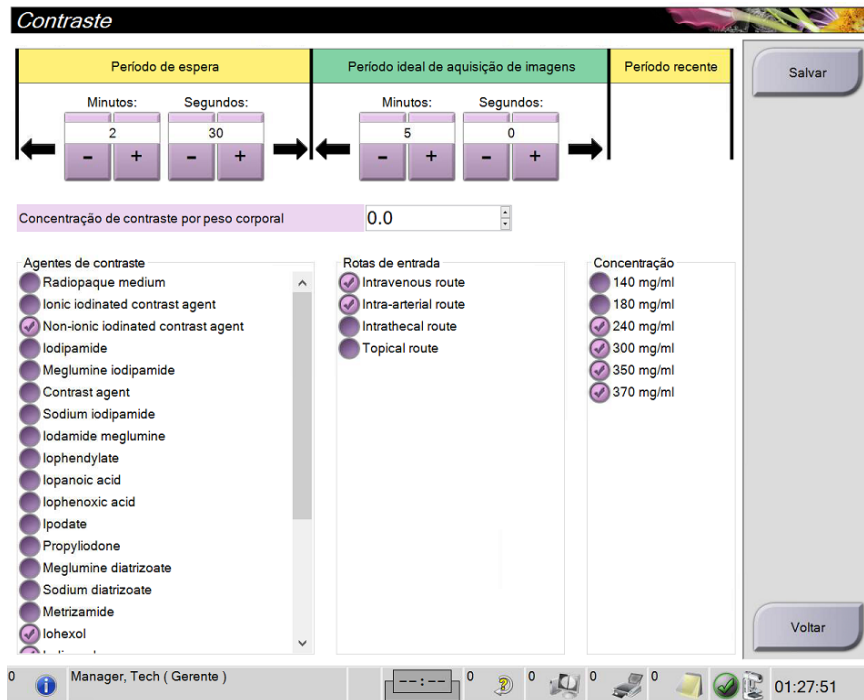 Contraste
Período de espera
Período ideal de aquisição de imagens
Período recente
Salvar
Minutos: Segundos:
2 30
- + - +
Minutos: Segundos:
5 0
- + - +
Concentração de contraste por peso corporal 0.0
Agentes de contraste
Radiopaque medium
Ionic iodinated contrast agent
Non-ionic iodinated contrast agent
Iodipamide
Meglumine iodipamide
Contrast agent
Sodium iodipamide
Iodamide meglumine
Iophendylate
Iopanoic acid
Iophenoxic acid
Ipodate
Propyliodone
Meglumine diatrizoate
Sodium diatrizoate
Metrizamide
Iohexol
Rotas de entrada
Intravenous route
Intra-arterial route
Intrathecal route
Topical route
Concentração
140 mg/ml
180 mg/ml
240 mg/ml
300 mg/ml
350 mg/ml
370 mg/ml
Voltar
0 Manager, Tech ( Gerente ) --:-- 0 0 0 0 01:27:51